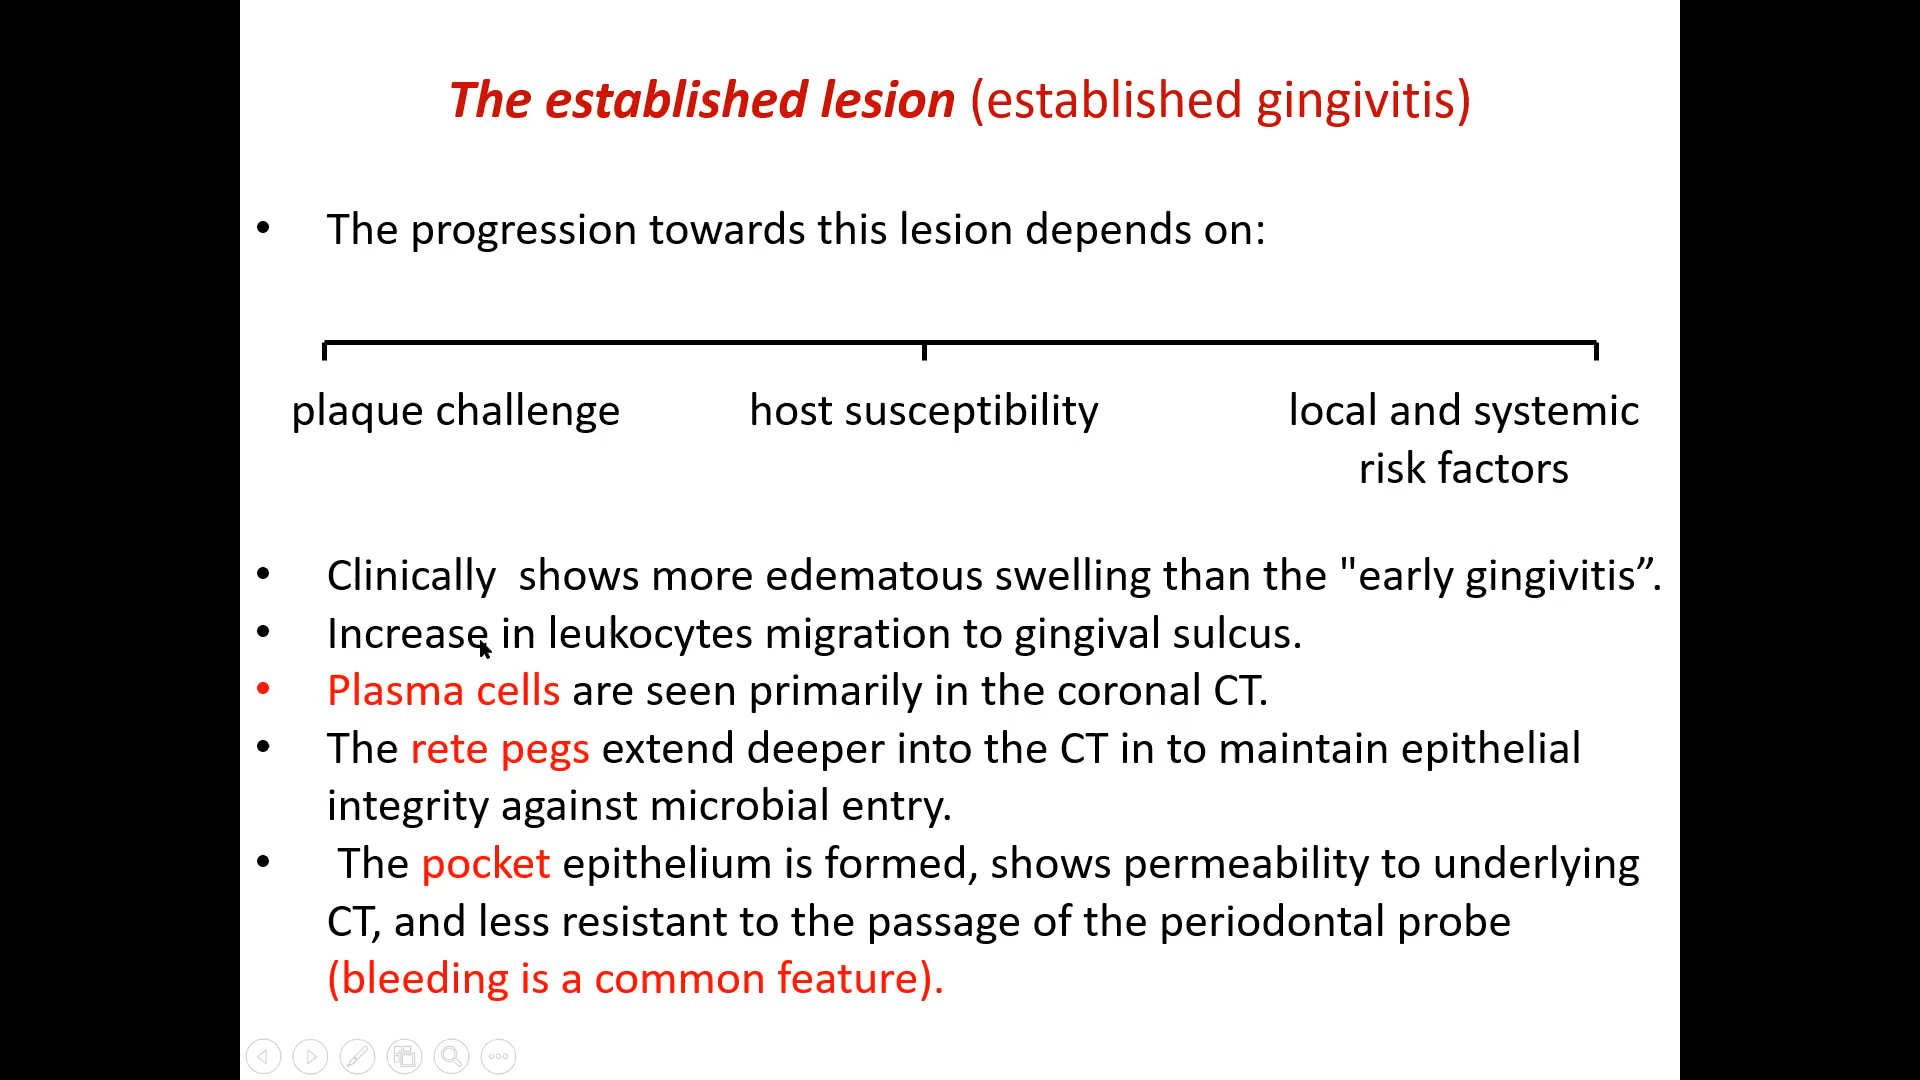 The established lesion (established gingivitis)
• The progression towards this lesion depends on:
plaque challenge host susceptibility local and systemic
risk factors
• Clinically  shows more edematous swelling than the "early gingivitis”.
• Increase in leukocytes migration to gingival sulcus.
• Plasma cells are seen primarily in the coronal CT.
• The rete pegs extend deeper into the CT in to maintain epithelial
integrity against microbial entry.
• The pocket epithelium is formed, shows permeability to underlying
CT, and less resistant to the passage of the periodontal probe
(bleeding is a common feature).